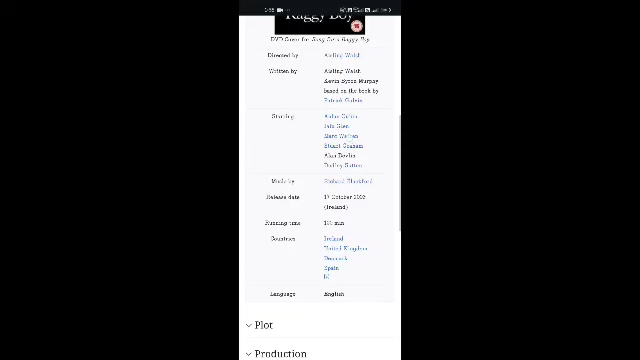 Raggy Boy
DVD Cover for Song for a Raggy Boy
Directed by Aisling Walsh
Written by Aisling Walsh
Kevin Byron Murphy
based on the book by
Patrick Galvin
Starring Aidan Quinn
Iain Glen
Marc Warren
Stuart Graham
Alan Devlin
Dudley Sutton
Music by Richard Blackford
Release date 17 October 2003
(Ireland)
Running time min
Countries Ireland
United Kingdom
Denmark
Spain
Language English
Plot
Production